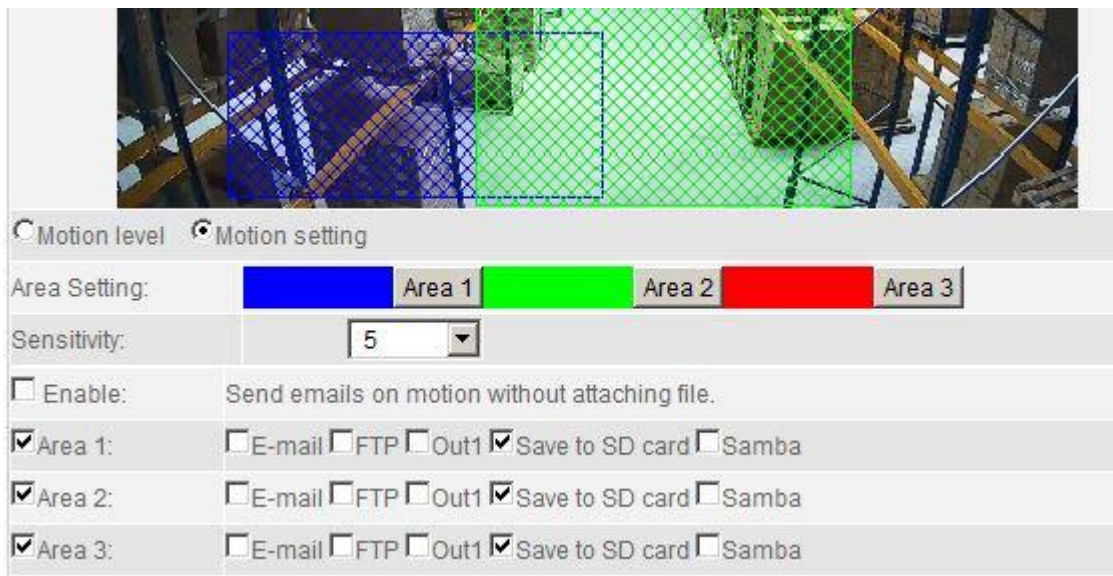 Motion level Motion setting
Area Setting: Area 1 Area 2 Area 3
Sensitivity: 5
Enable: Send emails on motion without attaching file.
Area 1: E-mail FTP Out1 Save to SD card Samba
Area 2: E-mail FTP Out1 Save to SD card Samba
Area 3: E-mail FTP Out1 Save to SD card Samba